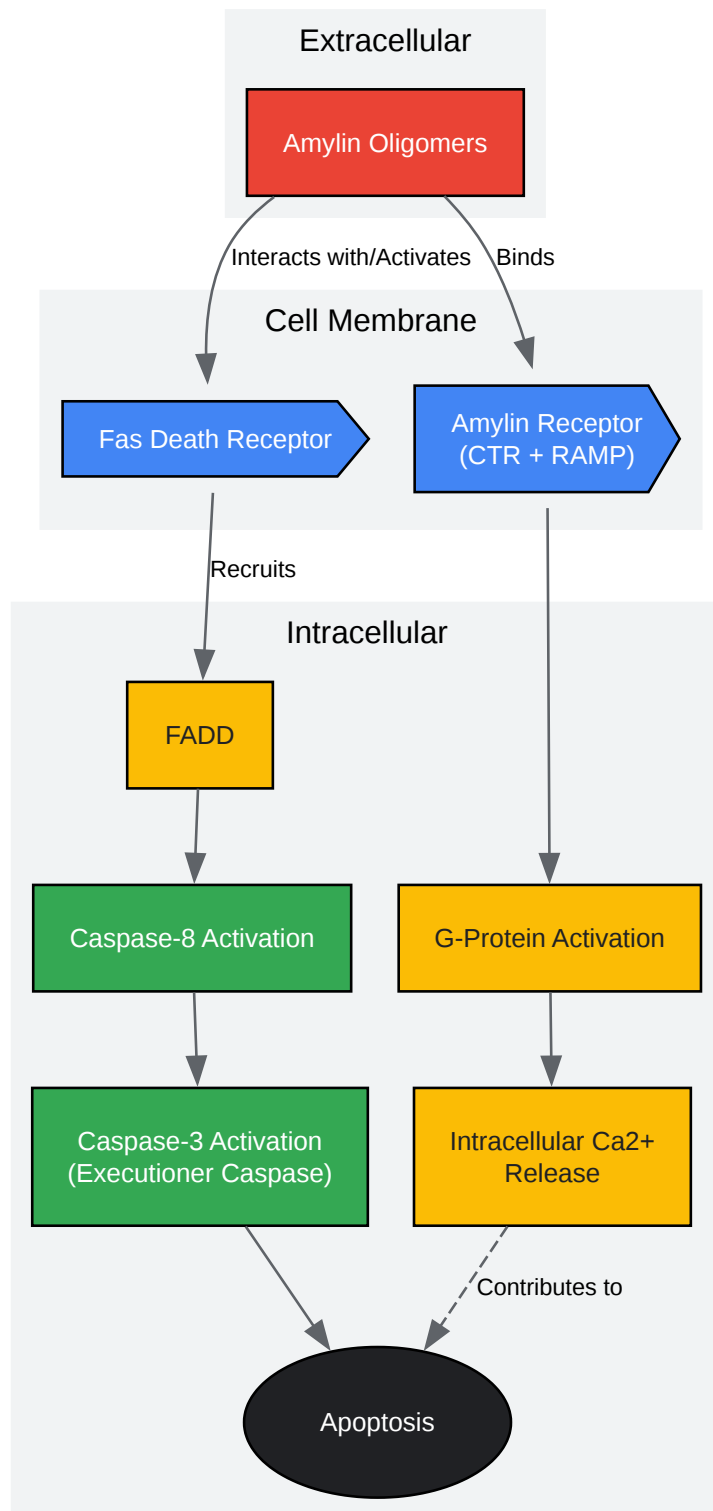 Extracellular
Amylin Oligomers
Interacts with/Activates
Binds
Cell Membrane
Fas Death Receptor
Amylin Receptor
(CTR + RAMP)
Recruits
Intracellular
FADD
Caspase-8 Activation
G-Protein Activation
Caspase-3 Activation
(Executioner Caspase)
Intracellular Ca2+
Release
Contributes to
Apoptosis